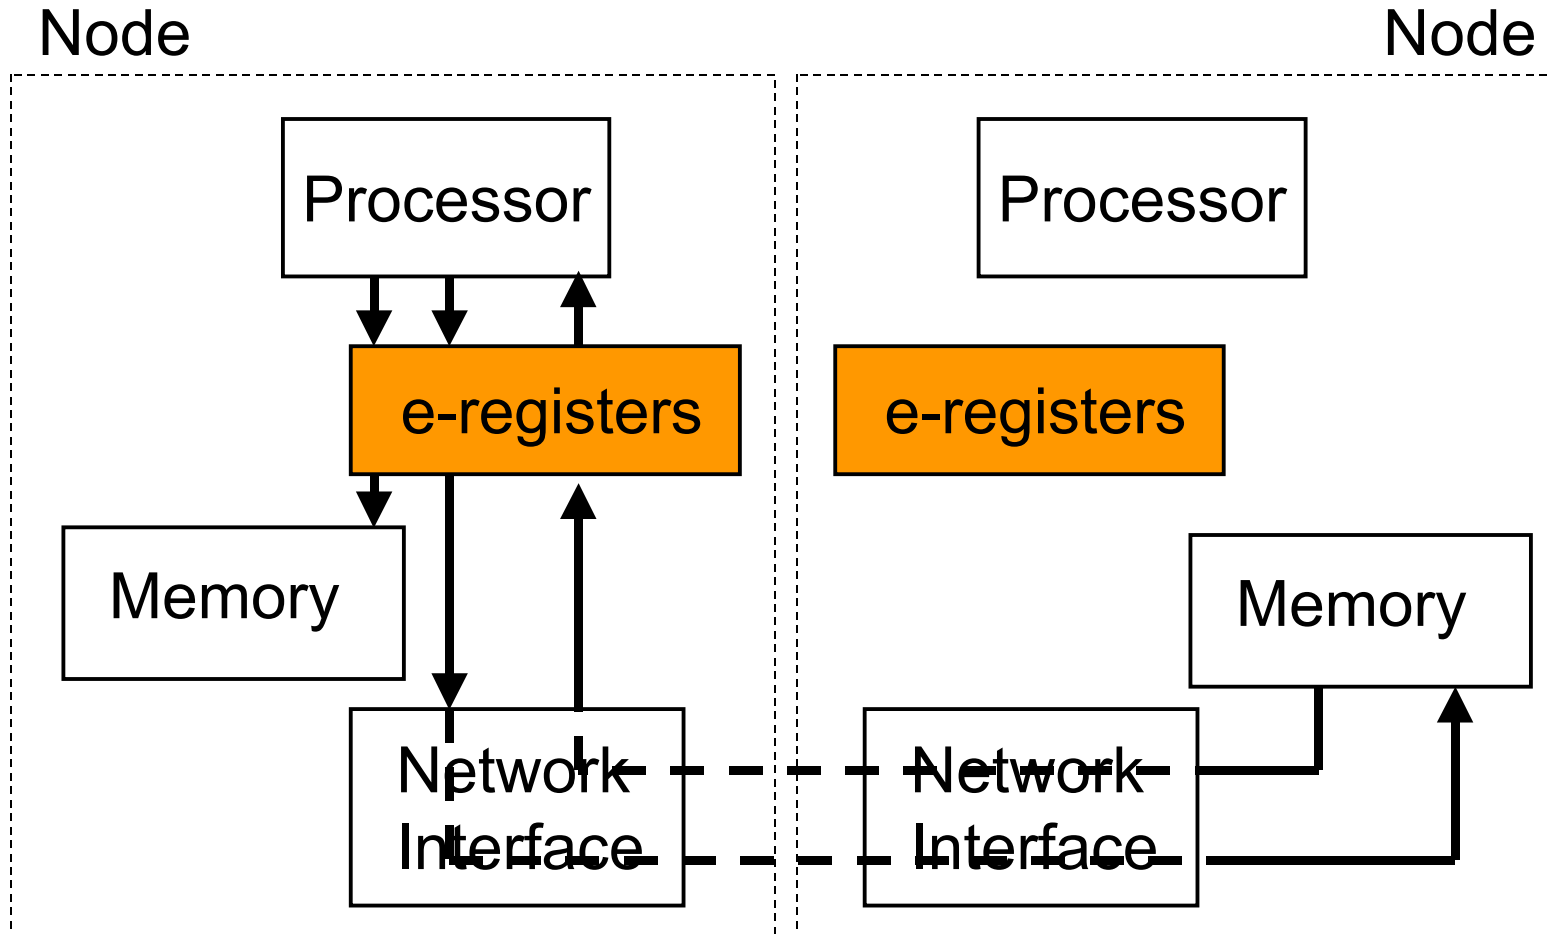 Node
Node
Processor
Processor
e-registers
e-registers
Memory
Memory
Network
Interface
Network
Interface